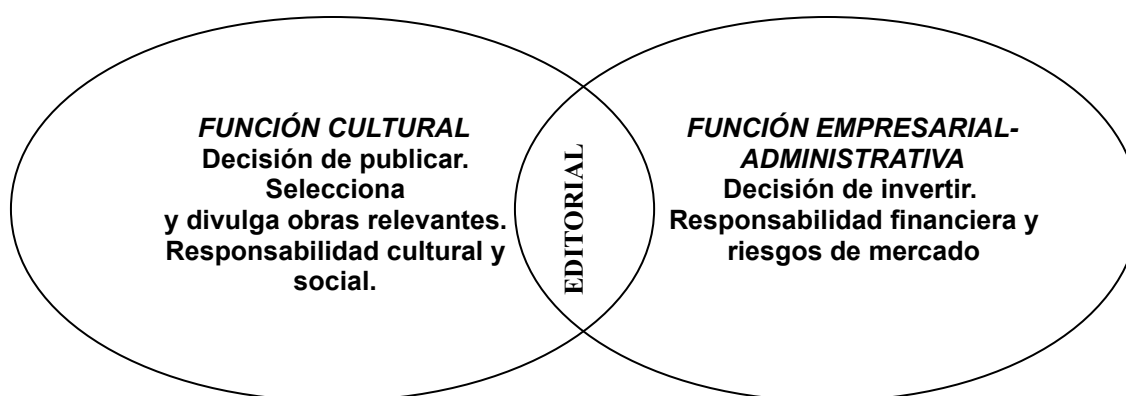 FUNCIÓN CULTURAL
Decisión de publicar.
Selecciona
y divulga obras relevantes.
Responsabilidad cultural y
social.
EDITORIAL
FUNCIÓN EMPRESARIAL-
ADMINISTRATIVA
Decisión de invertir.
Responsabilidad financiera y
riesgos de mercado